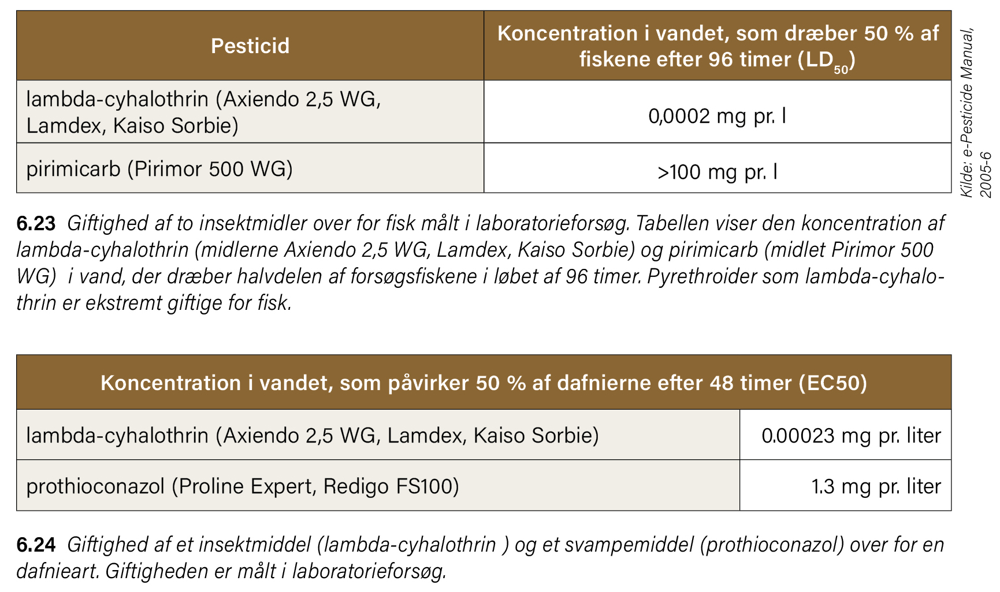 Pesticid
Koncentration i vandet, som dræber 50 % af
fiskene efter 96 timer (LD50)
lambda-cyhalothrin (Axiendo 2,5 WG,
Lamdex, Kaiso Sorbie)
0,0002 mg pr. l
pirimicarb (Pirimor 500 WG)
>100 mg pr. l
Kilde: e-Pesticide Manual,
2005-6
6.23 Giftighed af to insektmidler over for fisk målt i laboratorieforsøg. Tabellen viser den koncentration af
lambda-cyhalothrin (midlerne Axiendo 2,5 WG, Lamdex, Kaiso Sorbie) og pirimicarb (midlet Pirimor 500
WG) i vand, der dræber halvdelen af forsøgsfiskene i løbet af 96 timer. Pyrethroider som lambda-cyhalo-
thrin er ekstremt giftige for fisk.
Koncentration i vandet, som påvirker 50 % af dafnierne efter 48 timer (EC50)
lambda-cyhalothrin (Axiendo 2,5 WG, Lamdex, Kaiso Sorbie)
0.00023 mg pr. liter
prothioconazol (Proline Expert, Redigo FS100)
1.3 mg pr. liter
6.24 Giftighed af et insektmiddel (lambda-cyhalothrin ) og et svampemiddel (prothioconazol) over for en
dafnieart. Giftigheden er målt i laboratorieforsøg.